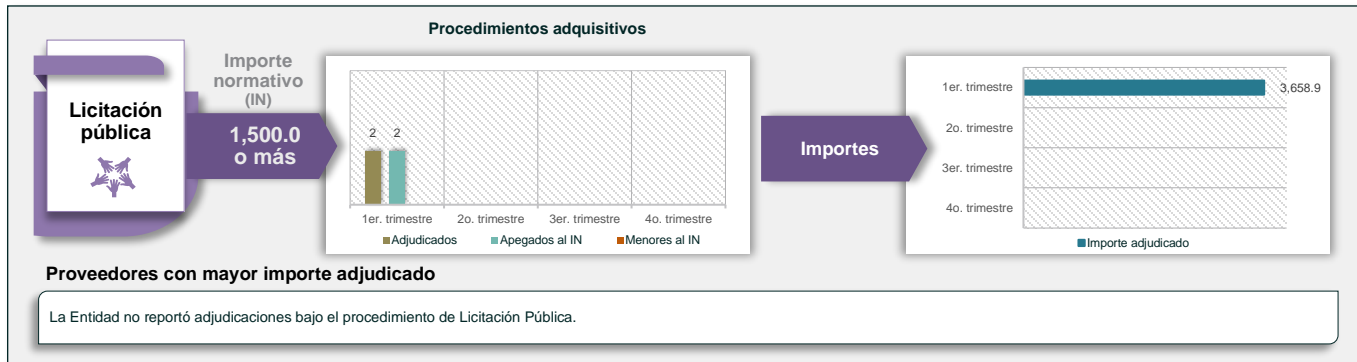 Procedimientos adquisitivos
Licitación
pública
Importe
normativo
(IN)
1,500.0
o más
2 2
1er. trimestre 2o. trimestre 3er. trimestre 4o. trimestre
Adjudicados Apegados al IN Menores al IN
Importes
1er. trimestre 3,658.9
2o. trimestre
3er. trimestre
4o. trimestre
Importe adjudicado
Proveedores con mayor importe adjudicado
La Entidad no reportó adjudicaciones bajo el procedimiento de Licitación Pública.